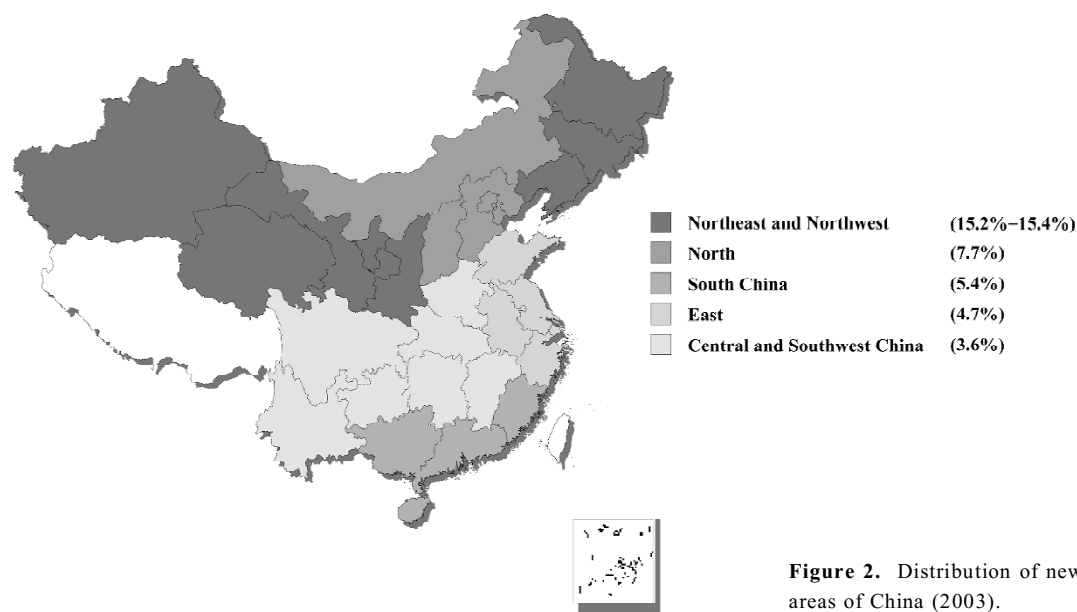 Northeast and Northwest (15.2%–15.4%)
North (7.7%)
South China (5.4%)
East (4.7%)
Central and Southwest China (3.6%)
Figure 2. Distribution of new
areas of China (2003).